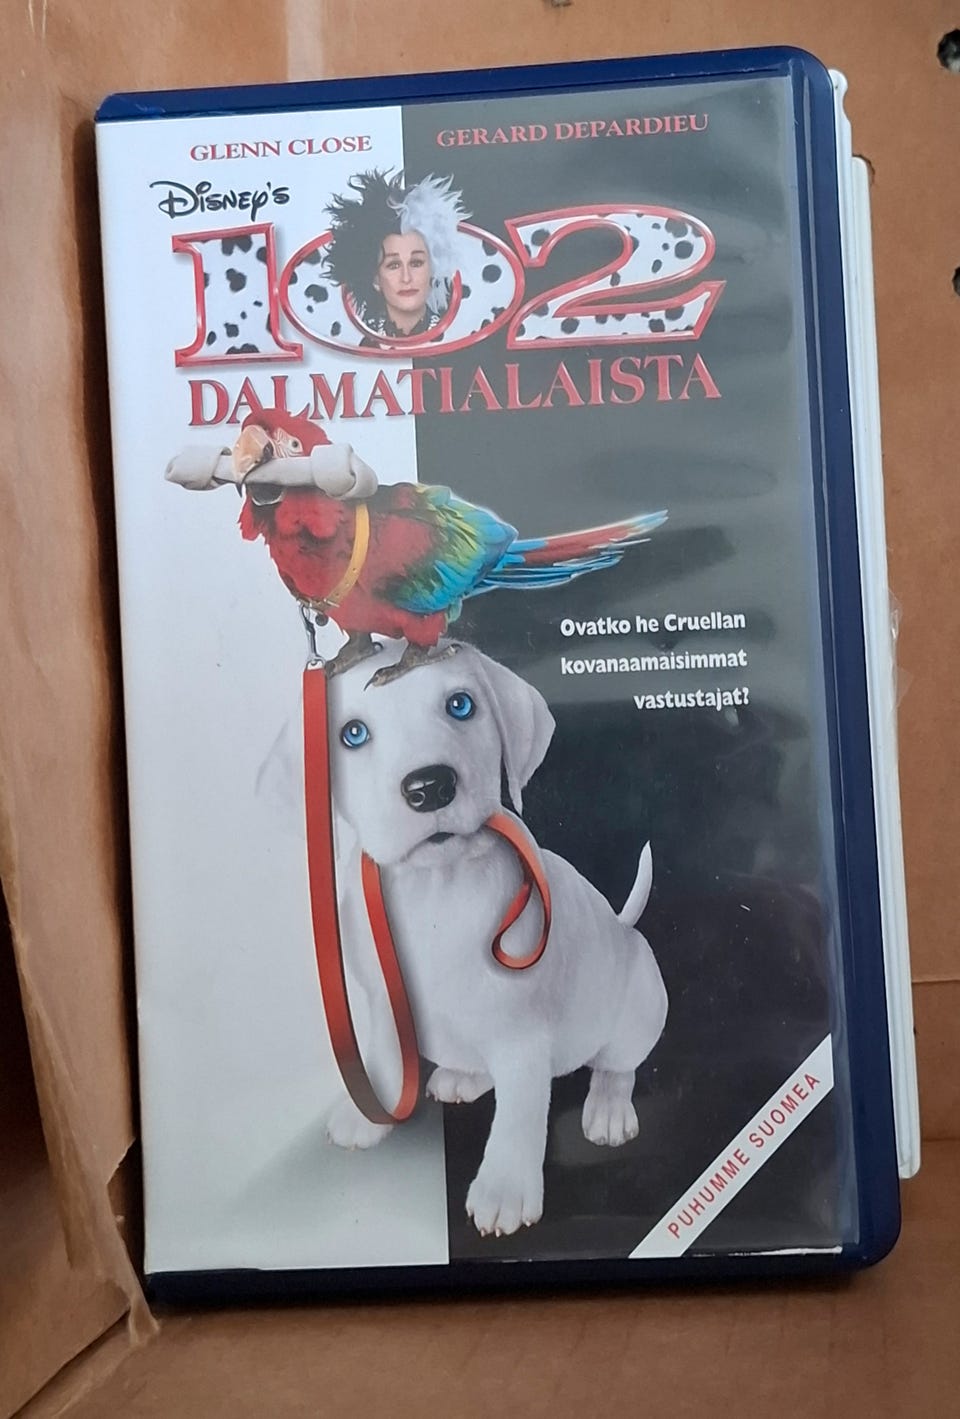 GLENN CLOSE
GERARD DEPARDIEU
DISNEY'S
102
DALMATIALAISTA
Ovatko he Cruellan
kovanaamaisimmat
vastustajat?
PUHUMME SUOMEA